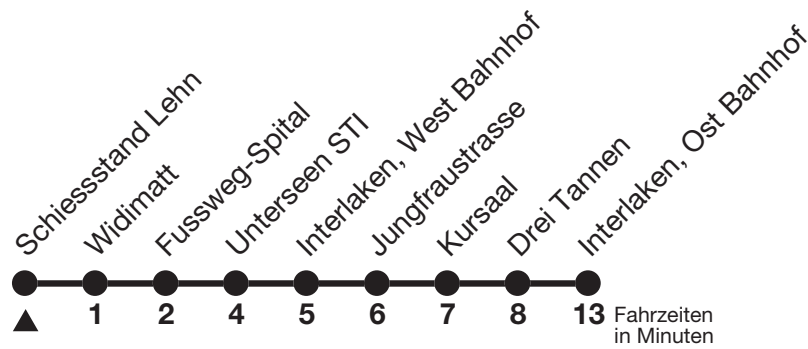 Schiessstand Lehn
Widimatt
Fussweg-Spital
Unterseen STI
Interlaken, West Bahnhof
Jungfraustrasse
Kursaal
Drei Tannen
Interlaken, Ost Bahnhof
1 2 4 5 6 7 8 13 Fahrzeiten
in Minuten